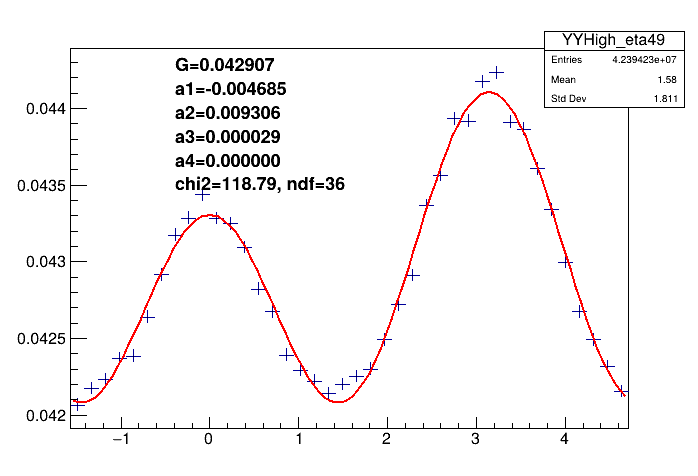 YYHigh_eta49
Entries 4.239423e+07
Mean 1.58
Std Dev 1.811
G=0.042907
a1=-0.004685
a2=0.009306
a3=0.000029
a4=0.000000
chi2=118.79, ndf=36
0.044
0.0435
0.043
0.0425
0.042
−1 0 1 2 3 4